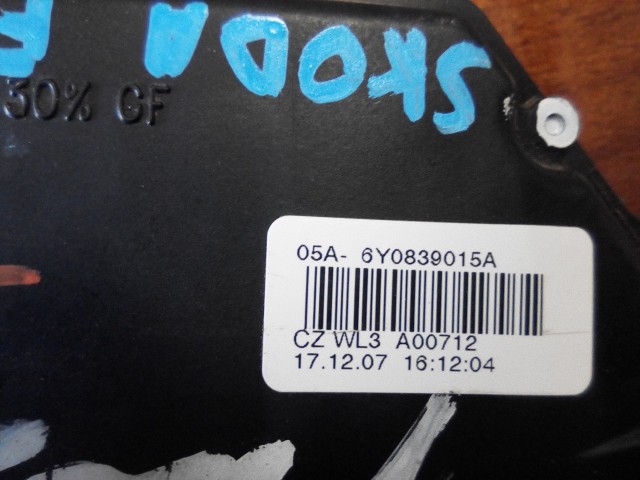 SKODA
30% GF
05A- 6Y0839015A
CZ WL3 A00712
17.12.07 16:12:04